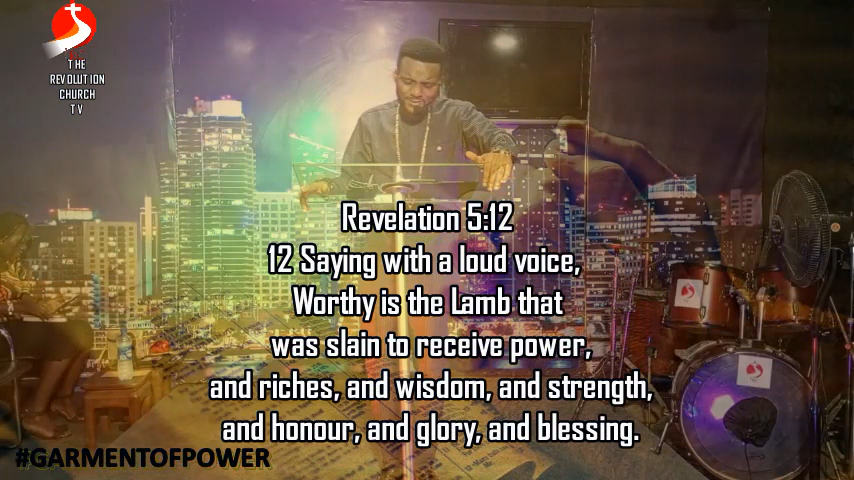 THE
REVOLUTION
CHURCH
TV
Revelation 5:12
12 Saying with a loud voice,
Worthy is the Lamb that
was slain to receive power,
and riches, and wisdom, and strength,
and honour, and glory, and blessing.
#GARMENTOFPOWER